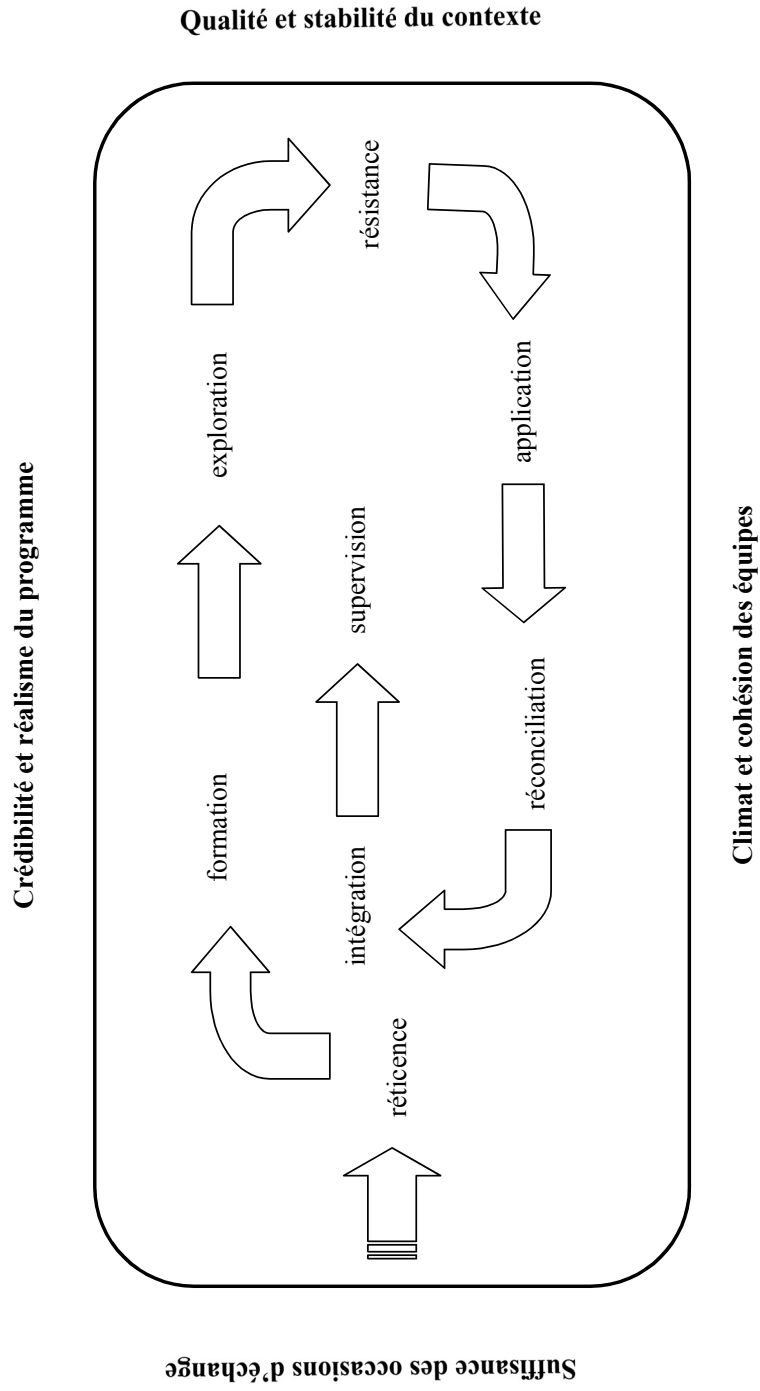 Crédibilité et réalisme du programme
Qualité et stabilité du contexte
réticence
formation
exploration
résistance
application
réconciliation
intégration
supervision
Climat et cohésion des équipes
Suffisance des occasions d’échange